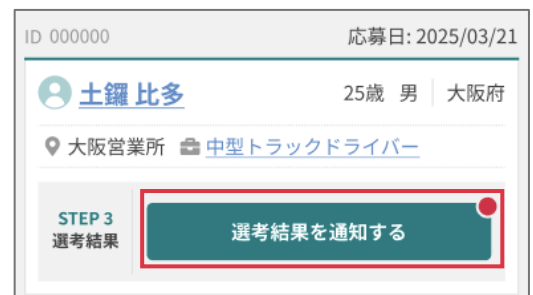 ID 000000 応募日: 2025/03/21
土鑼 比多 25歳 男 大阪府
大阪営業所 中型トラックドライバー
STEP 3
選考結果
選考結果を通知する